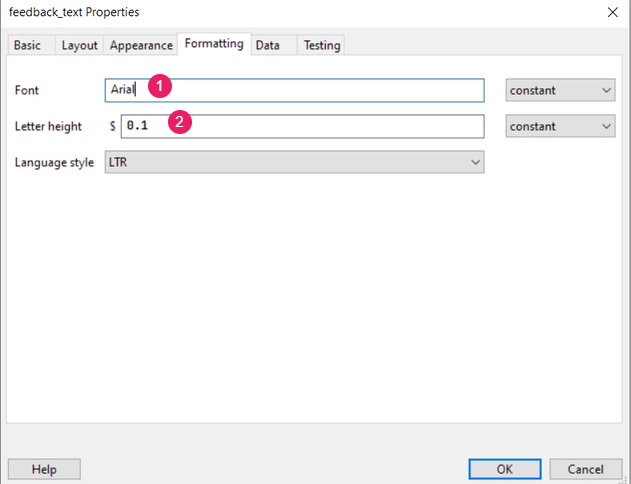 feedback_text Properties
Basic Layout Appearance Formatting Data Testing
Font Arial 1 constant
Letter height $ 0.1 2 constant
Language style LTR
Help OK Cancel